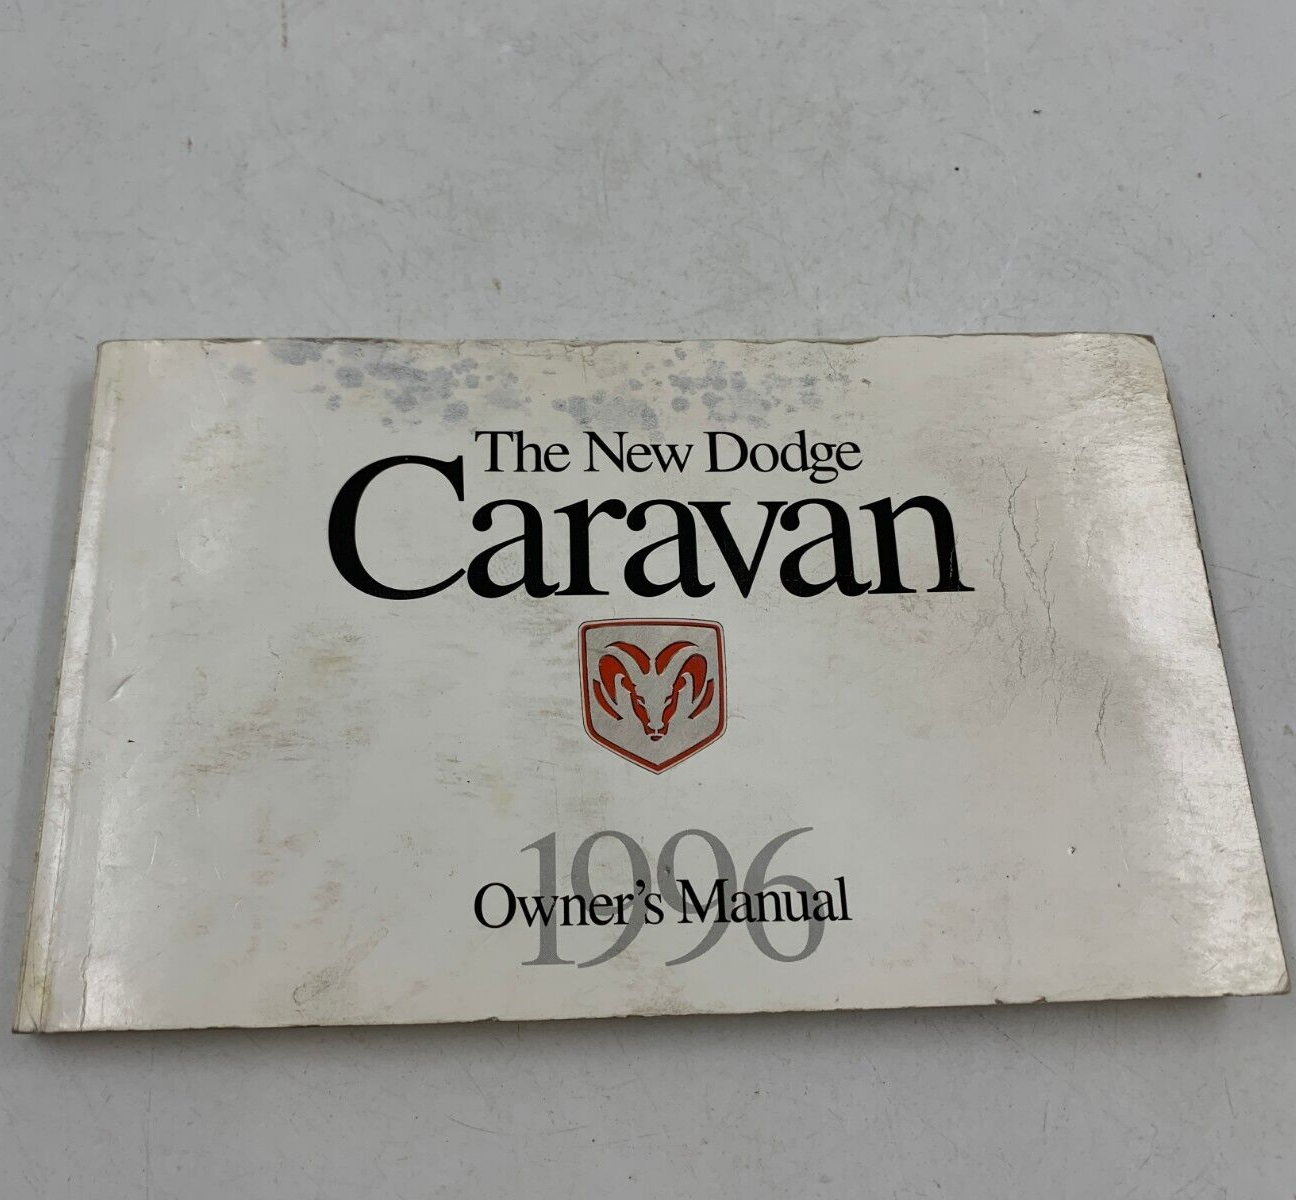 The New Dodge
Caravan
1996
Owner's Manual